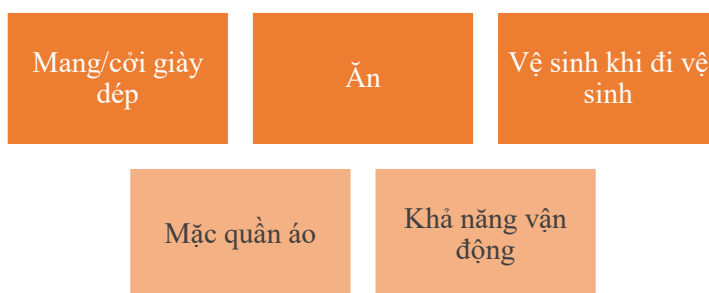 Mang/cởi giày
dép
Ăn
Vệ sinh khi đi vệ
sinh
Mặc quần áo
Khả năng vận
động